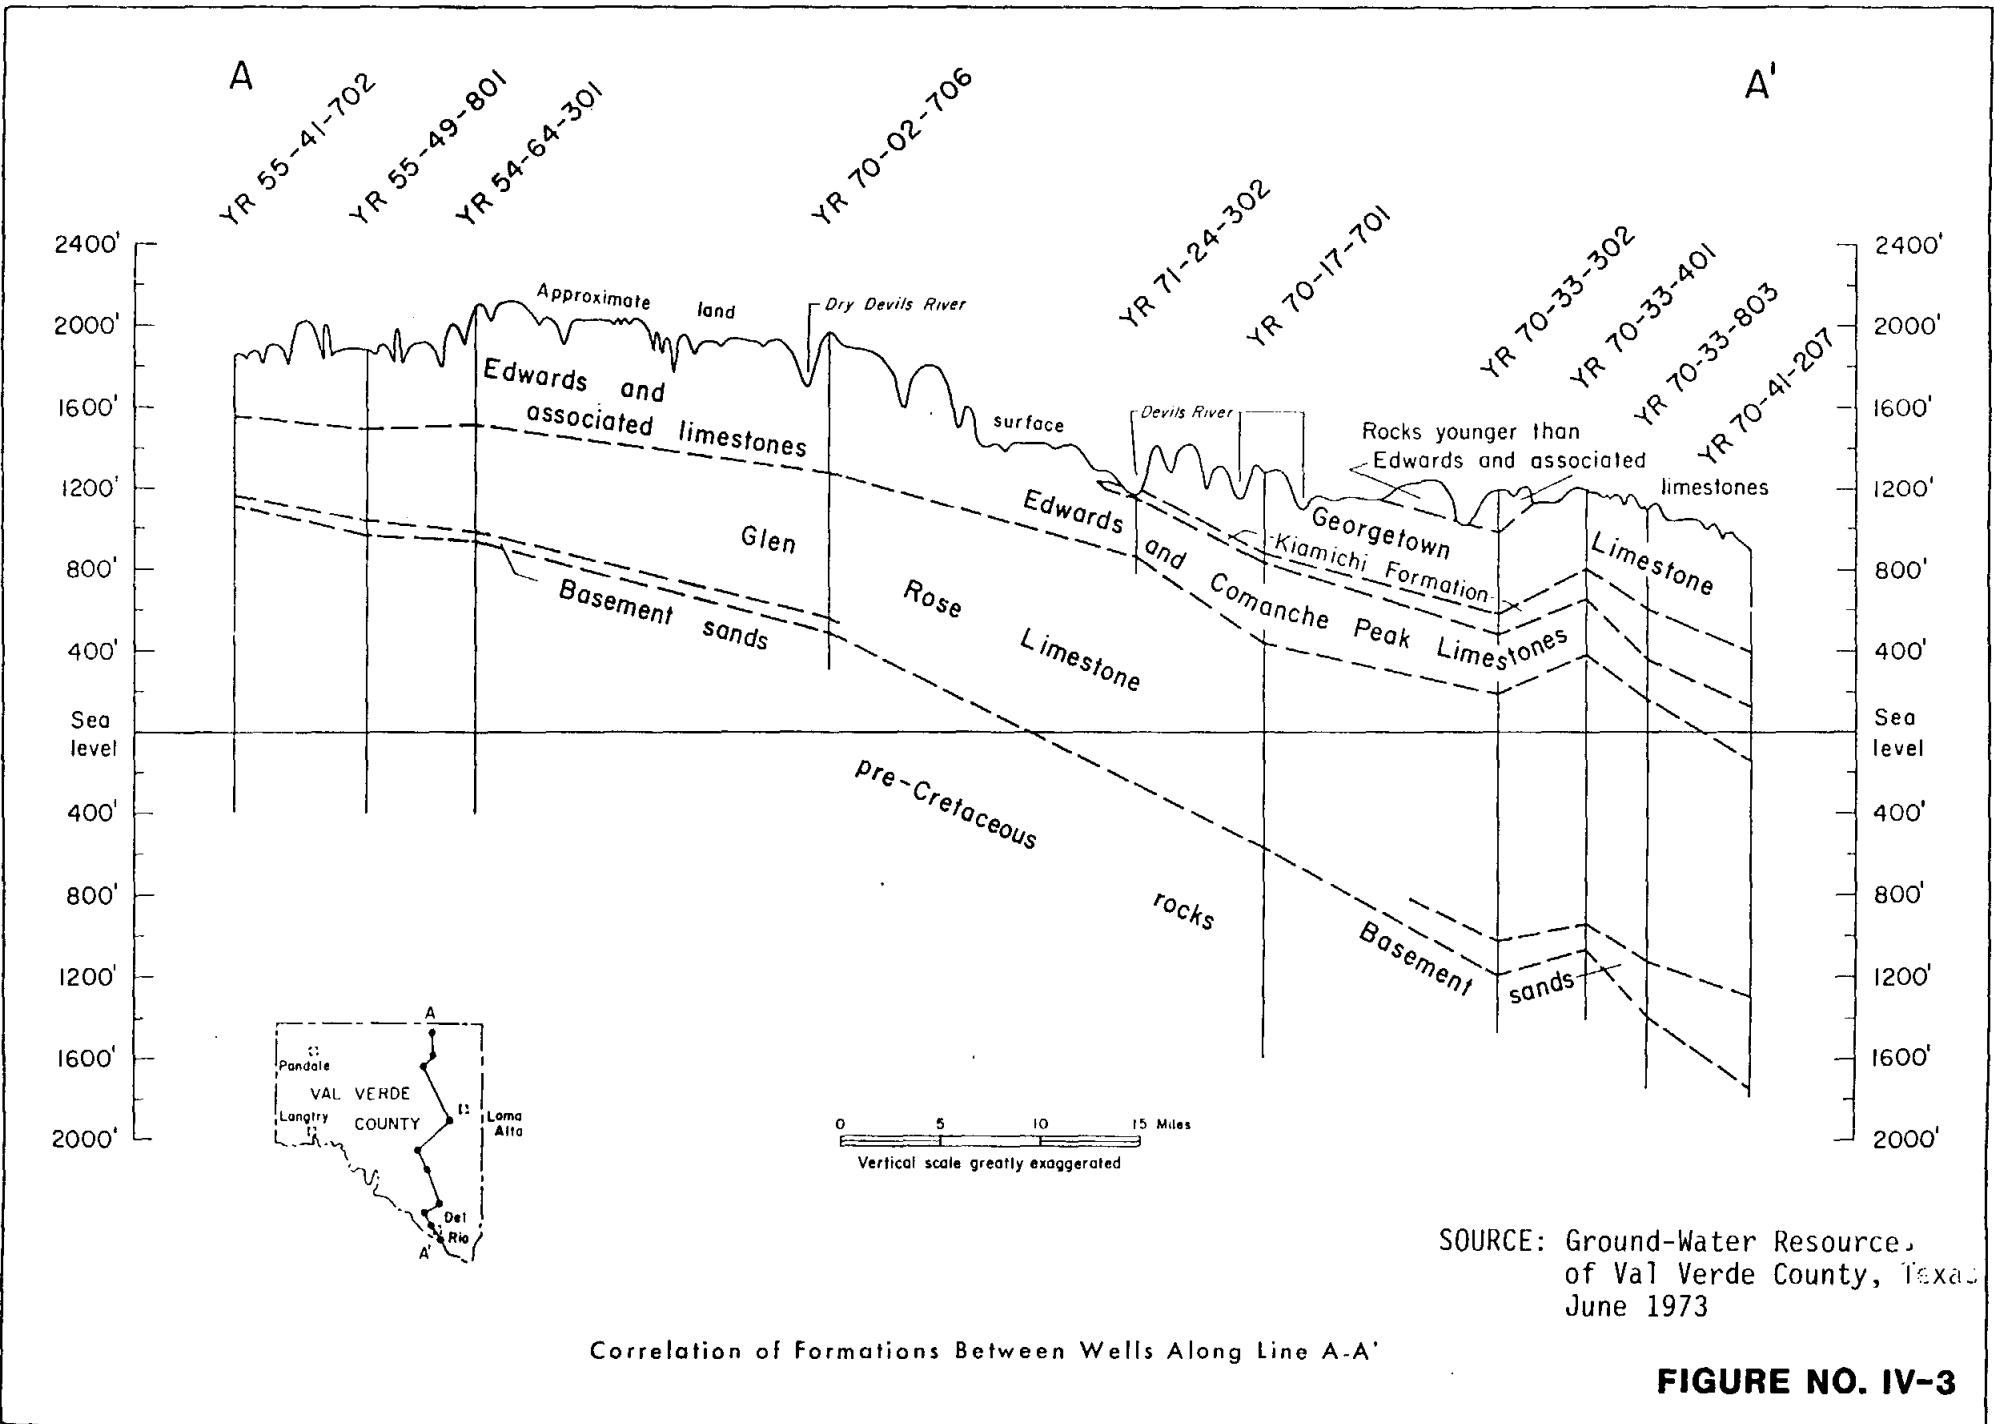 A
A'
YR 55-41-702
YR 55-49-801
YR 54-64-301
YR 70-02-706
YR 71-24-302
YR 70-17-701
YR 70-33-302
YR 70-33-401
YR 70-33-803
YR 70-41-207
2400'
2000'
1600'
1200'
800'
400'
Sea
level
400'
800'
1200'
1600'
2000'
2400'
2000'
1600'
1200'
800'
400'
Sea
level
400'
800'
1200'
1600'
2000'
Approximate land
surface
Dry Devils River
Devils River
Edwards and
associated limestones
Rocks younger than
Edwards and associated
limestones
Georgetown
Limestone
Kiamichi Formation
Edwards and Comanche Peak Limestones
Glen
Rose
Limestone
Basement sands
pre-Cretaceous
rocks
Basement
sands
A
Pandale
VAL VERDE
COUNTY
Langtry
Loma
Alta
Del
Rio
A'
0 5 10 15 Miles
Vertical scale greatly exaggerated
SOURCE: Ground-Water Resource
of Val Verde County, Texas
June 1973
Correlation of Formations Between Wells Along Line A-A'
FIGURE NO. IV-3